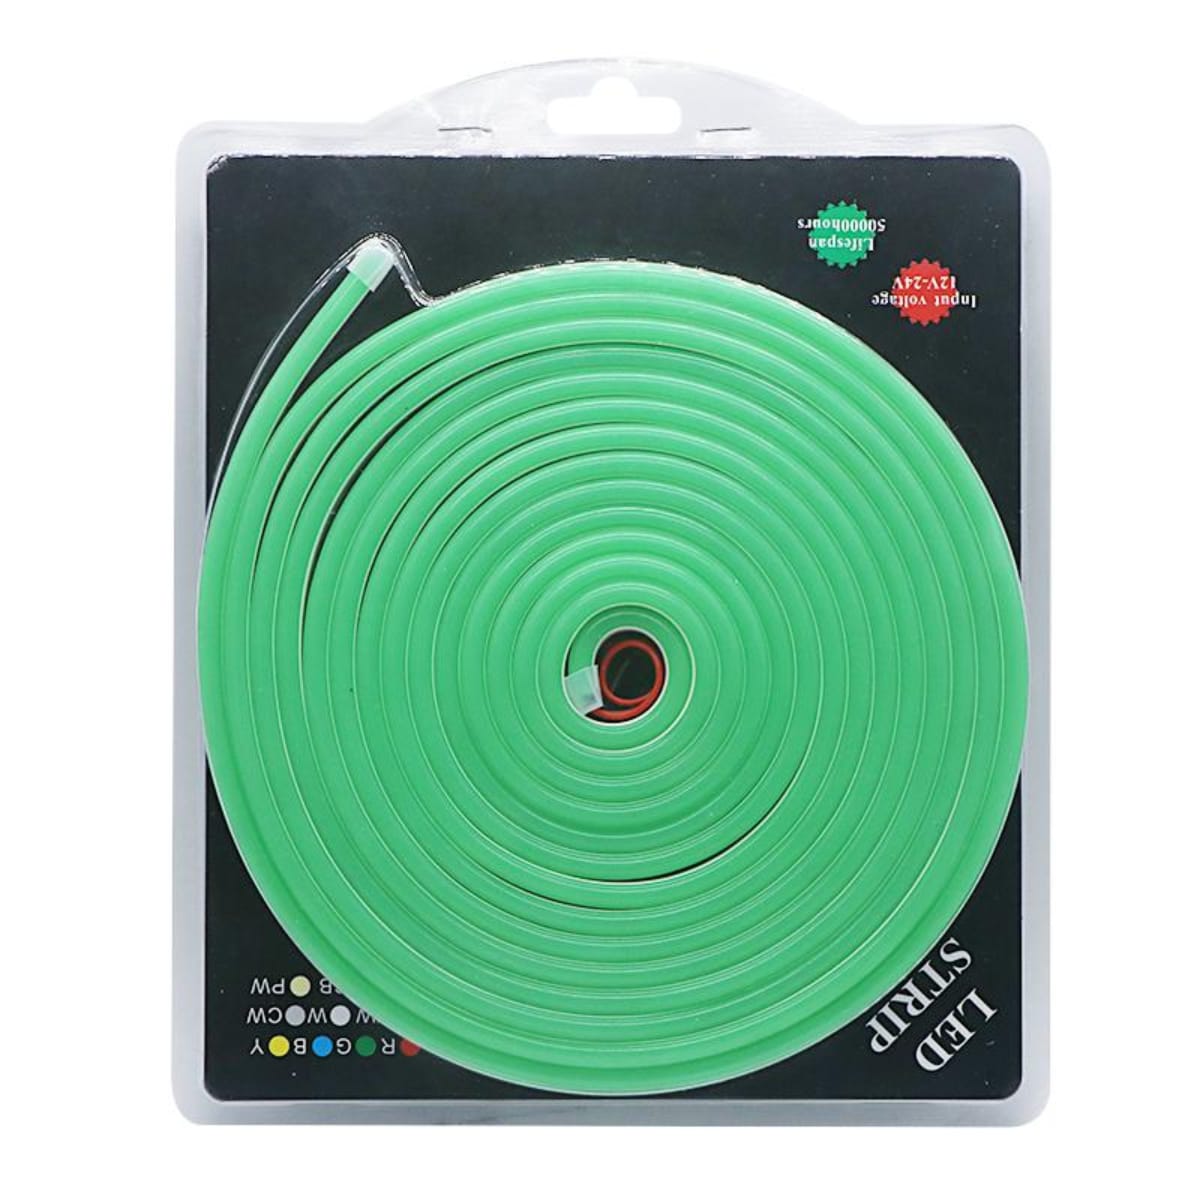 LED
STRIP
R G B Y
W CW
PW
Input voltage
12V-24V
Lifespan
50000hours